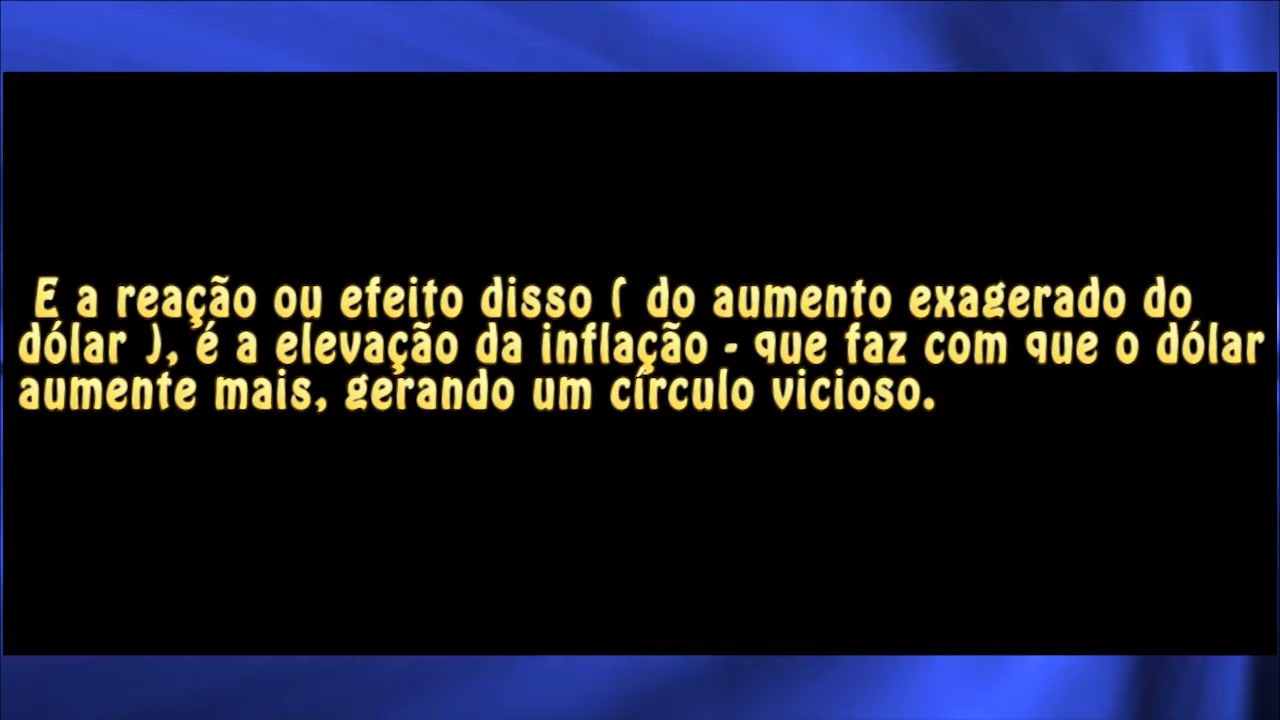 E a reação ou efeito disso ( do aumento exagerado do
dólar ), é a elevação da inflação - que faz com que o dólar
aumente mais, gerando um círculo vicioso.